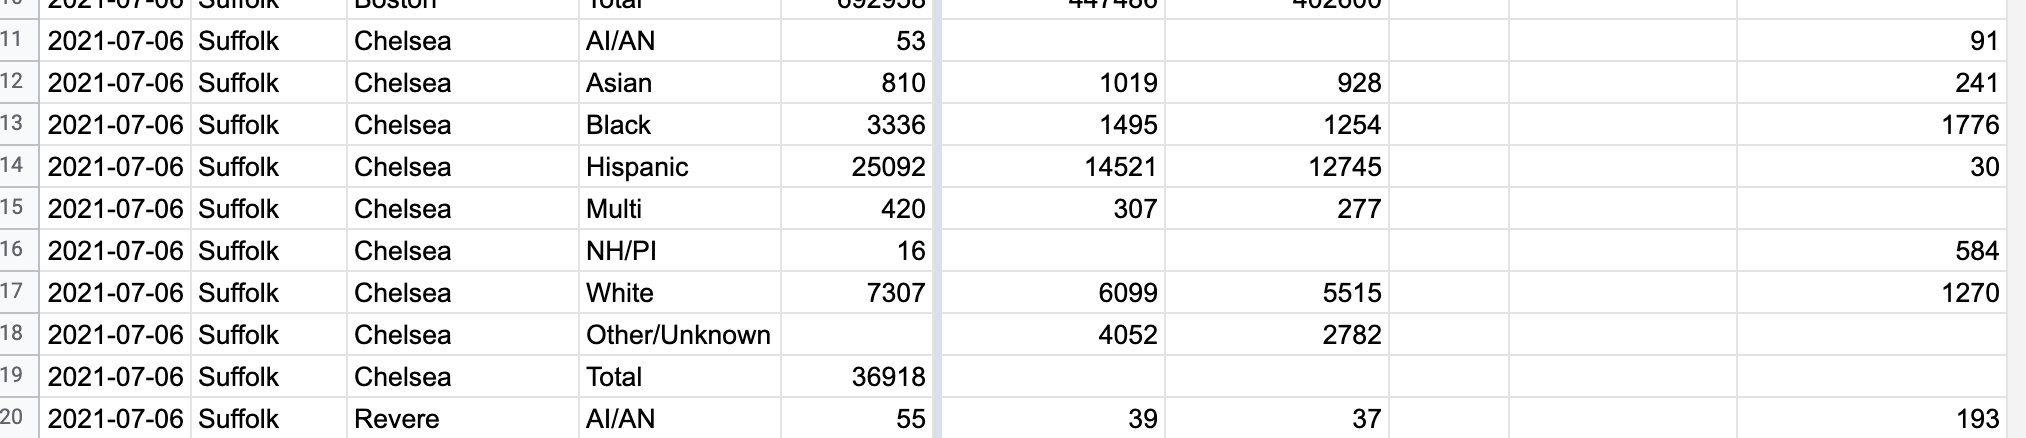 10 2021-07-06 Suffolk Boston Total 692958 447486 402600
11 2021-07-06 Suffolk Chelsea AI/AN 53 91
12 2021-07-06 Suffolk Chelsea Asian 810 1019 928 241
13 2021-07-06 Suffolk Chelsea Black 3336 1495 1254 1776
14 2021-07-06 Suffolk Chelsea Hispanic 25092 14521 12745 30
15 2021-07-06 Suffolk Chelsea Multi 420 307 277
16 2021-07-06 Suffolk Chelsea NH/PI 16 584
17 2021-07-06 Suffolk Chelsea White 7307 6099 5515 1270
18 2021-07-06 Suffolk Chelsea Other/Unknown 4052 2782
19 2021-07-06 Suffolk Chelsea Total 36918
20 2021-07-06 Suffolk Revere AI/AN 55 39 37 193